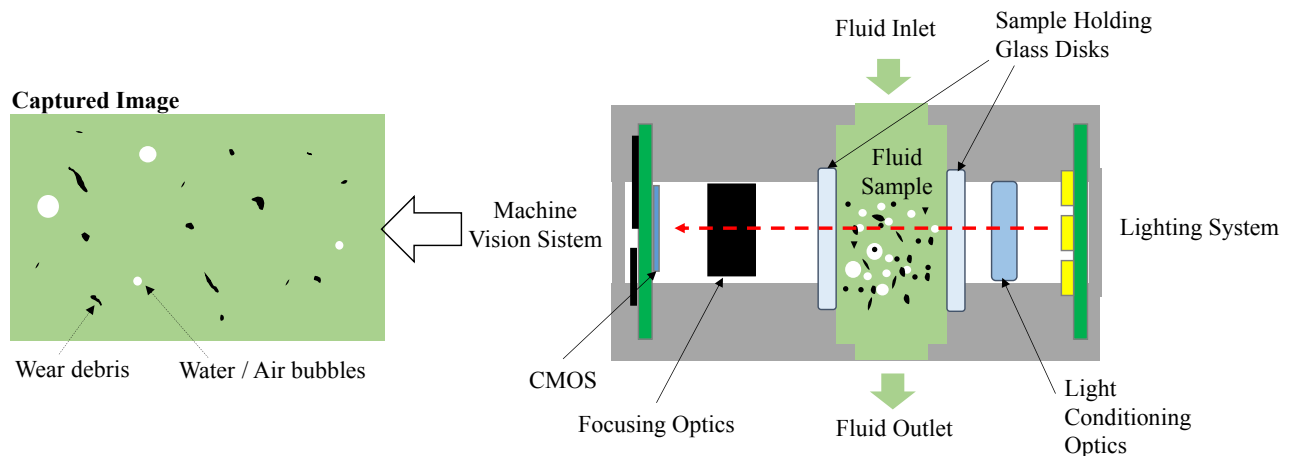 Captured Image
Wear debris
Water / Air bubbles
Machine
Vision Sistem
Fluid Inlet
Sample Holding
Glass Disks
Fluid
Sample
Lighting System
CMOS
Focusing Optics
Fluid Outlet
Light
Conditioning
Optics